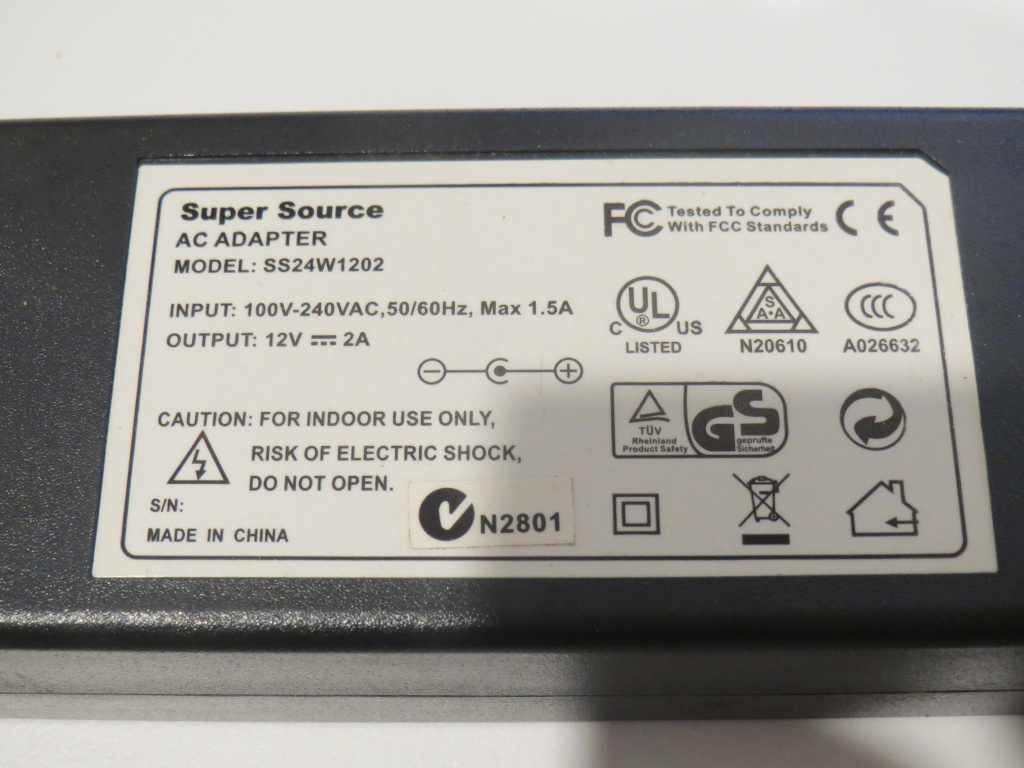 Super Source
AC ADAPTER
MODEL: SS24W1202
INPUT: 100V-240VAC,50/60Hz, Max 1.5A
OUTPUT: 12V ⎓ 2A
CAUTION: FOR INDOOR USE ONLY,
RISK OF ELECTRIC SHOCK,
DO NOT OPEN.
S/N:
MADE IN CHINA
N2801
FC Tested To Comply
With FCC Standards
CE
UL
C US
LISTED
S
A·A
N20610
CCC
A026632
TÜV
Rheinland
Product Safety
GS
geprüfte
Sicherheit